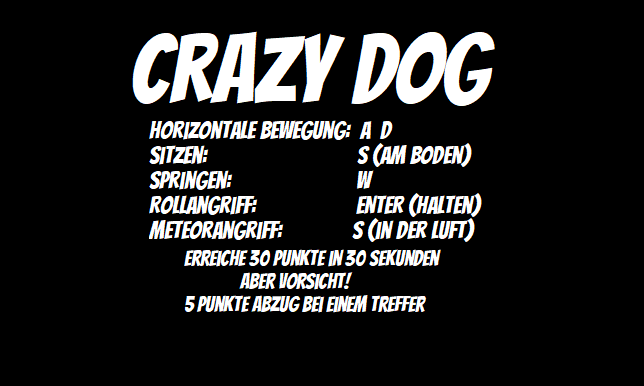 CRAZY DOG
HORIZONTALE BEWEGUNG: A D
SITZEN: S (AM BODEN)
SPRINGEN: W
ROLLANGRIFF: ENTER (HALTEN)
METEORANGRIFF: S (IN DER LUFT)
ERREICHE 30 PUNKTE IN 30 SEKUNDEN
ABER VORSICHT!
5 PUNKTE ABZUG BEI EINEM TREFFER